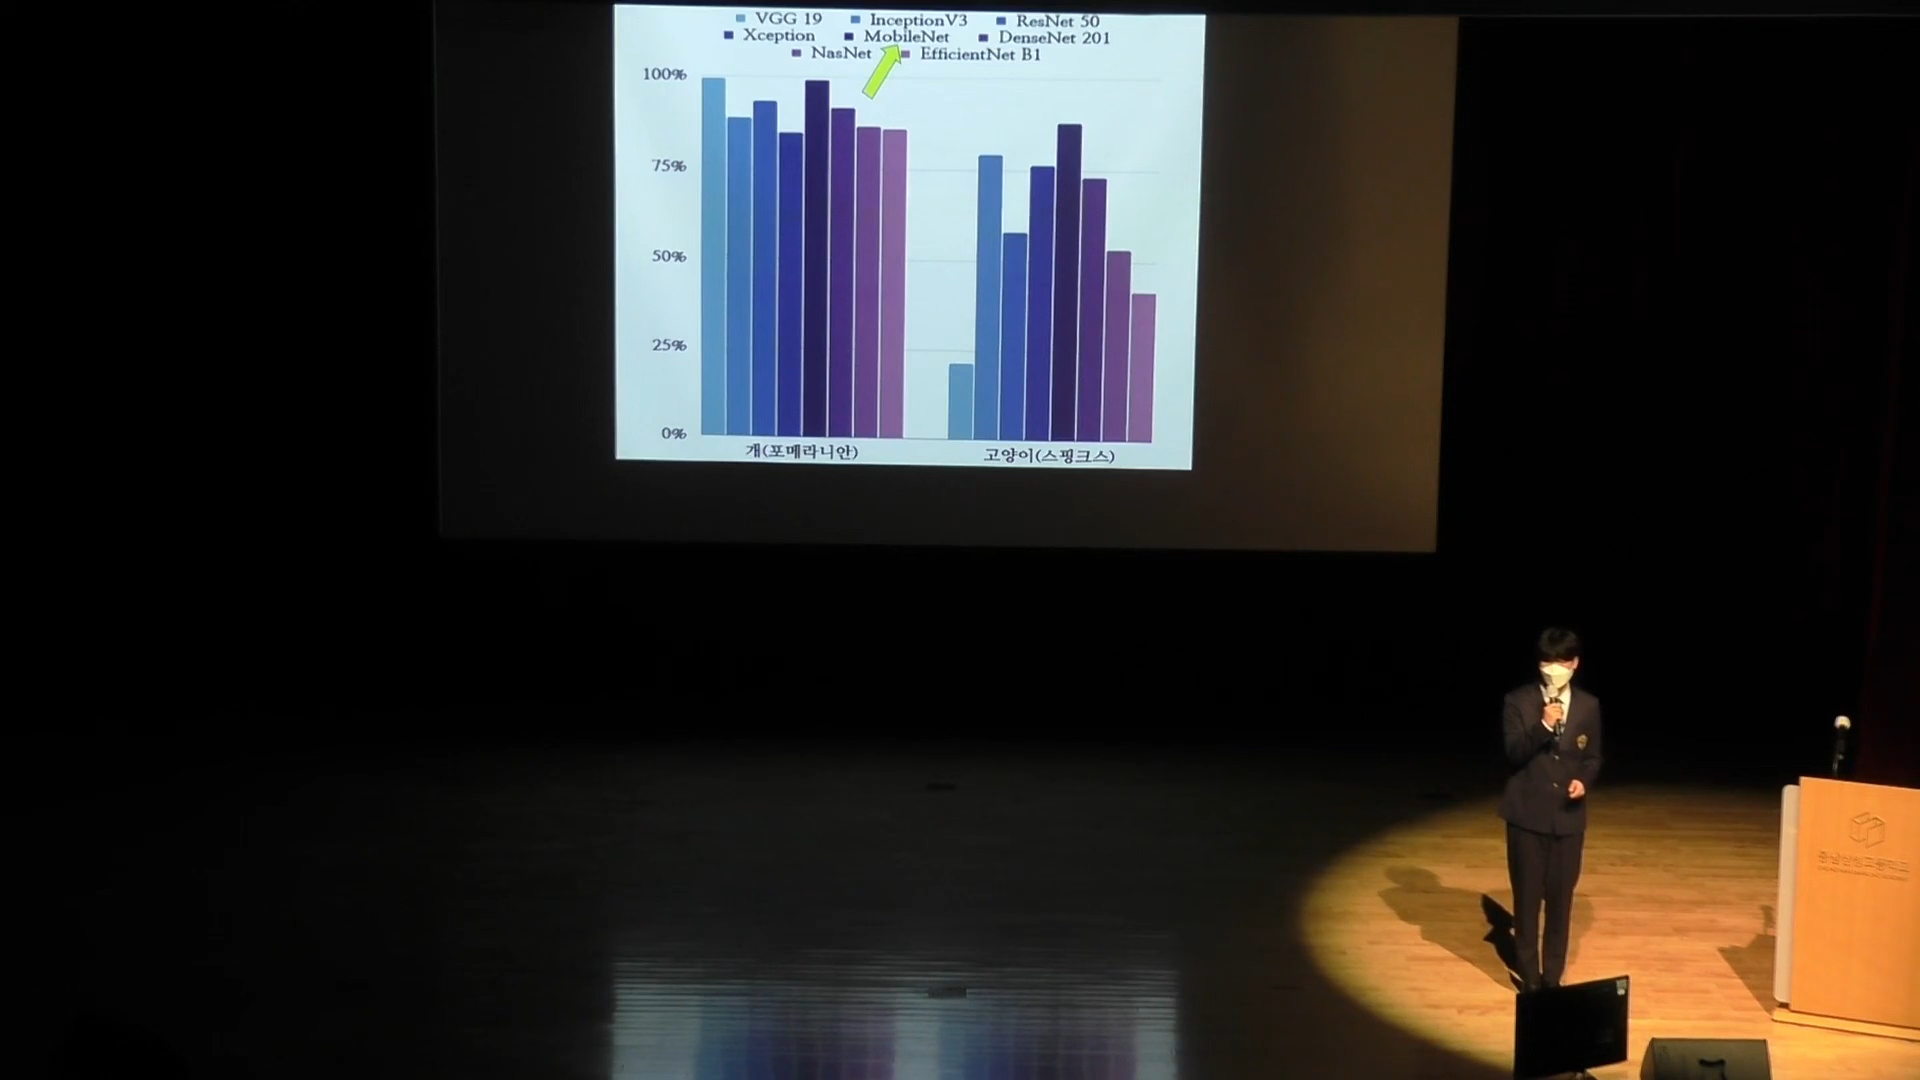 VGG 19 InceptionV3 ResNet 50
Xception MobileNet DenseNet 201
NasNet EfficientNet B1
100%
75%
50%
25%
0%
개(포메라니안) 고양이(스핑크스)